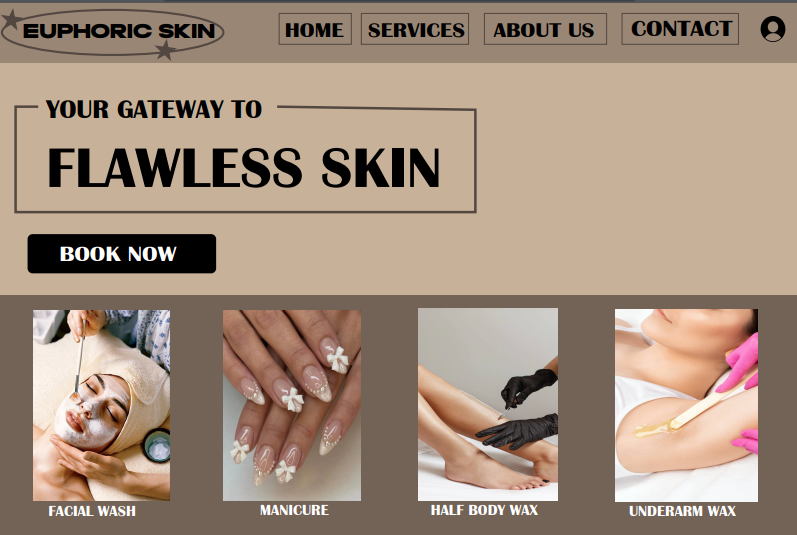 EUPHORIC SKIN
HOME
SERVICES
ABOUT US
CONTACT
YOUR GATEWAY TO
FLAWLESS SKIN
BOOK NOW
FACIAL WASH
MANICURE
HALF BODY WAX
UNDERARM WAX